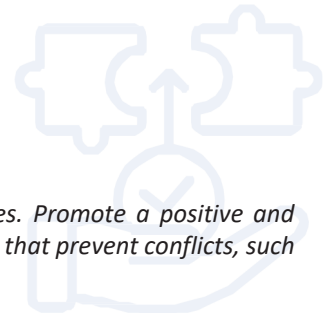 es. Promote a positive and
that prevent conflicts, such